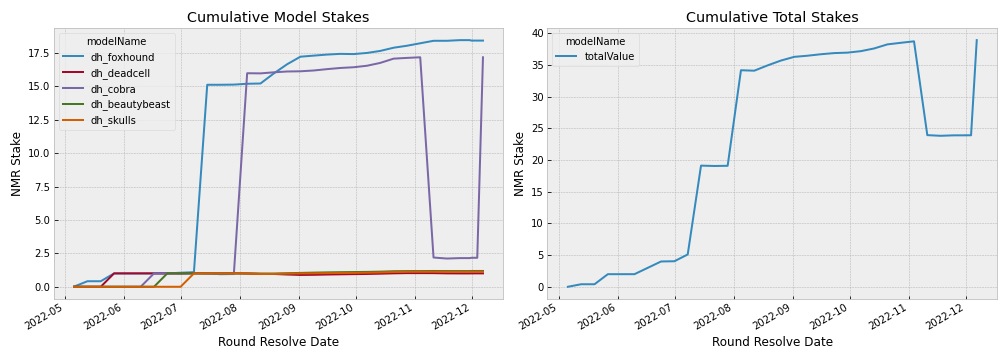 Cumulative Model Stakes
modelName
dh_foxhound
dh_deadcell
dh_cobra
dh_beautybeast
dh_skulls
NMR Stake
17.5
15.0
12.5
10.0
7.5
5.0
2.5
0.0
2022-05
2022-06
2022-07
2022-08
2022-09
2022-10
2022-11
2022-12
Round Resolve Date
Cumulative Total Stakes
modelName
totalValue
NMR Stake
40
35
30
25
20
15
10
5
0
2022-05
2022-06
2022-07
2022-08
2022-09
2022-10
2022-11
2022-12
Round Resolve Date